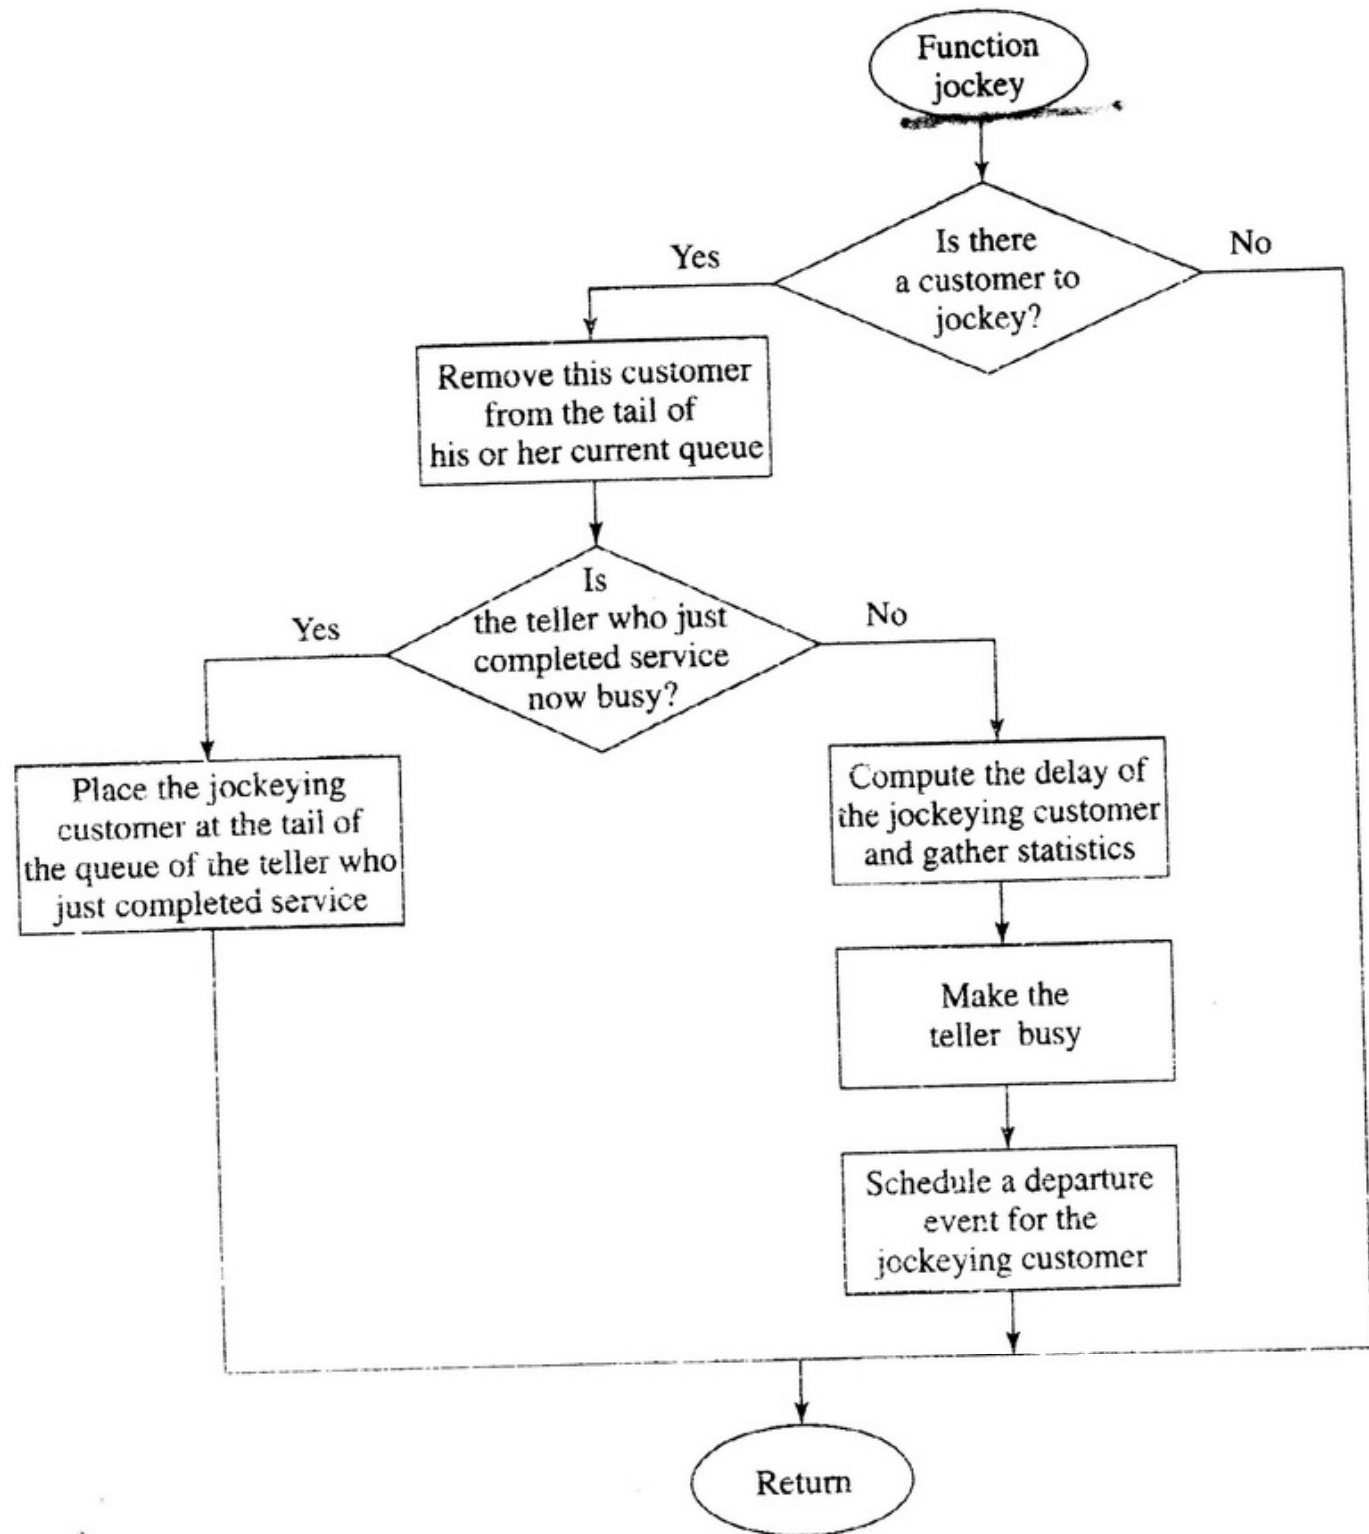 Function
jockey
Is there
a customer to
jockey?
Yes
No
Remove this customer
from the tail of
his or her current queue
Is
the teller who just
completed service
now busy?
Yes
No
Place the jockeying
customer at the tail of
the queue of the teller who
just completed service
Compute the delay of
the jockeying customer
and gather statistics
Make the
teller busy
Schedule a departure
event for the
jockeying customer
Return